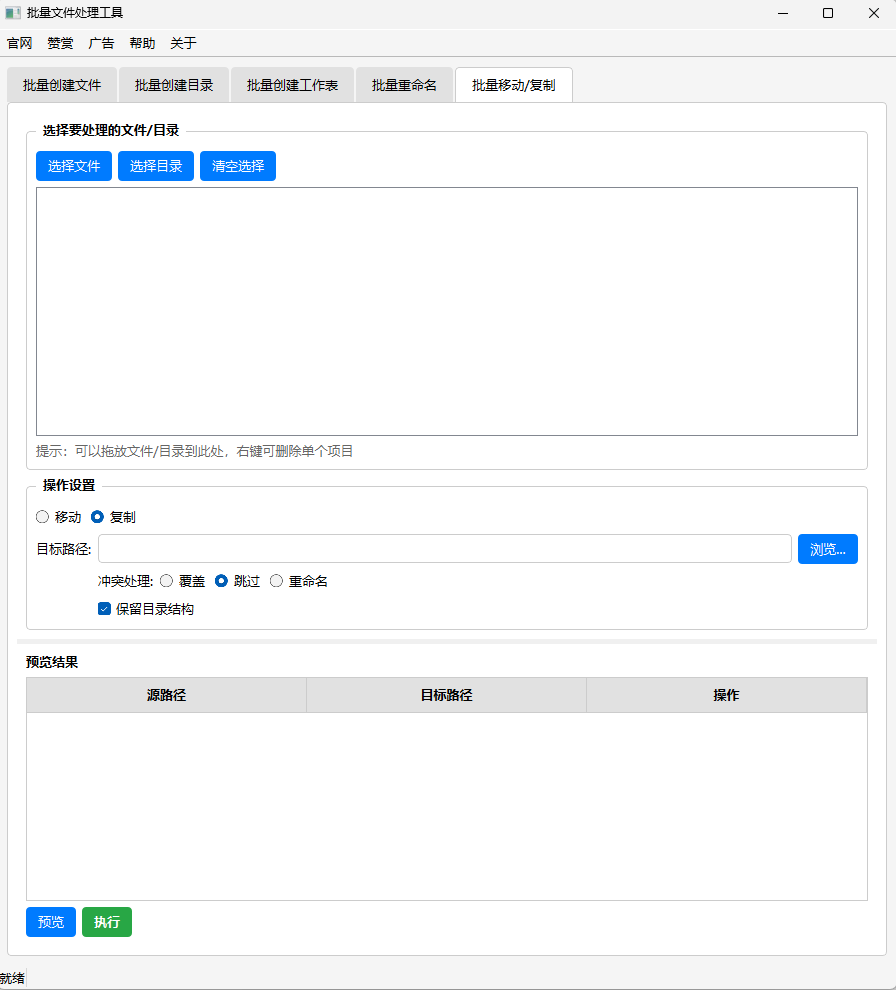 批量文件处理工具
官网 赞赏 广告 帮助 关于
批量创建文件 批量创建目录 批量创建工作表 批量重命名 批量移动/复制
选择要处理的文件/目录
选择文件 选择目录 清空选择
提示：可以拖放文件/目录到此处，右键可删除单个项目
操作设置
移动 复制
目标路径: 浏览...
冲突处理: 覆盖 跳过 重命名
保留目录结构
预览结果
源路径 目标路径 操作
预览 执行
就绪